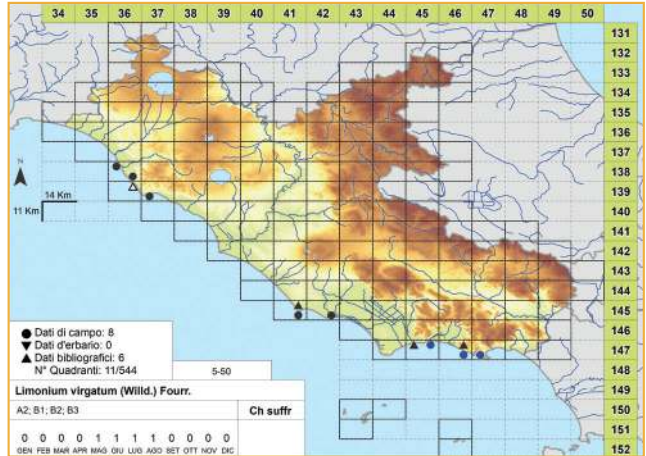 34 35 36 37 38 39 40 41 42 43 44 45 46 47 48 49 50
131
132
133
134
135
136
137
138
139
140
141
142
143
144
145
146
147
148
149
150
151
152
N
14 Km
11 Km
● Dati di campo: 8
▼ Dati d'erbario: 0
▲ Dati bibliografici: 6
N° Quadranti: 11/544
5-50
Limonium virgatum (Willd.) Fourr.
A2; B1; B2; B3
Ch suffr
0 0 0 0 1 1 1 1 0 0 0 0
GEN FEB MAR APR MAG GIU LUG AGO SET OTT NOV DIC